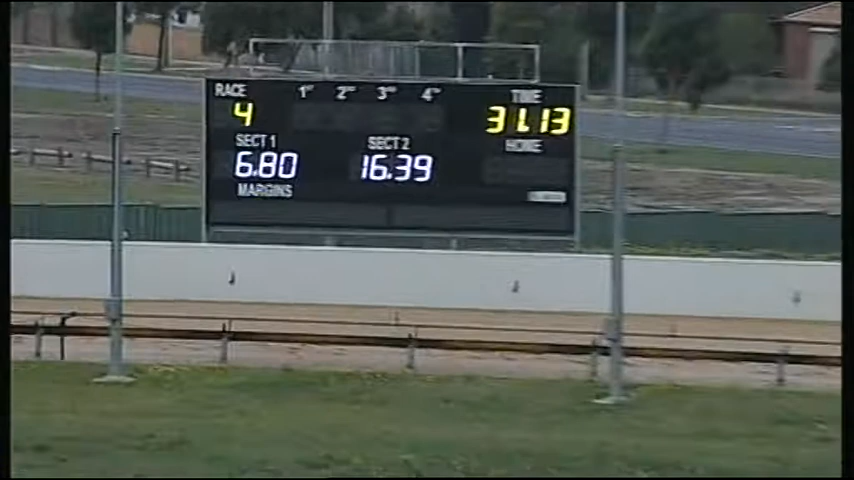 RACE 1ST 2ND 3RD 4TH TIME
4 31.13
SECT 1 SECT 2 HOME
6.80 16.39
MARGINS